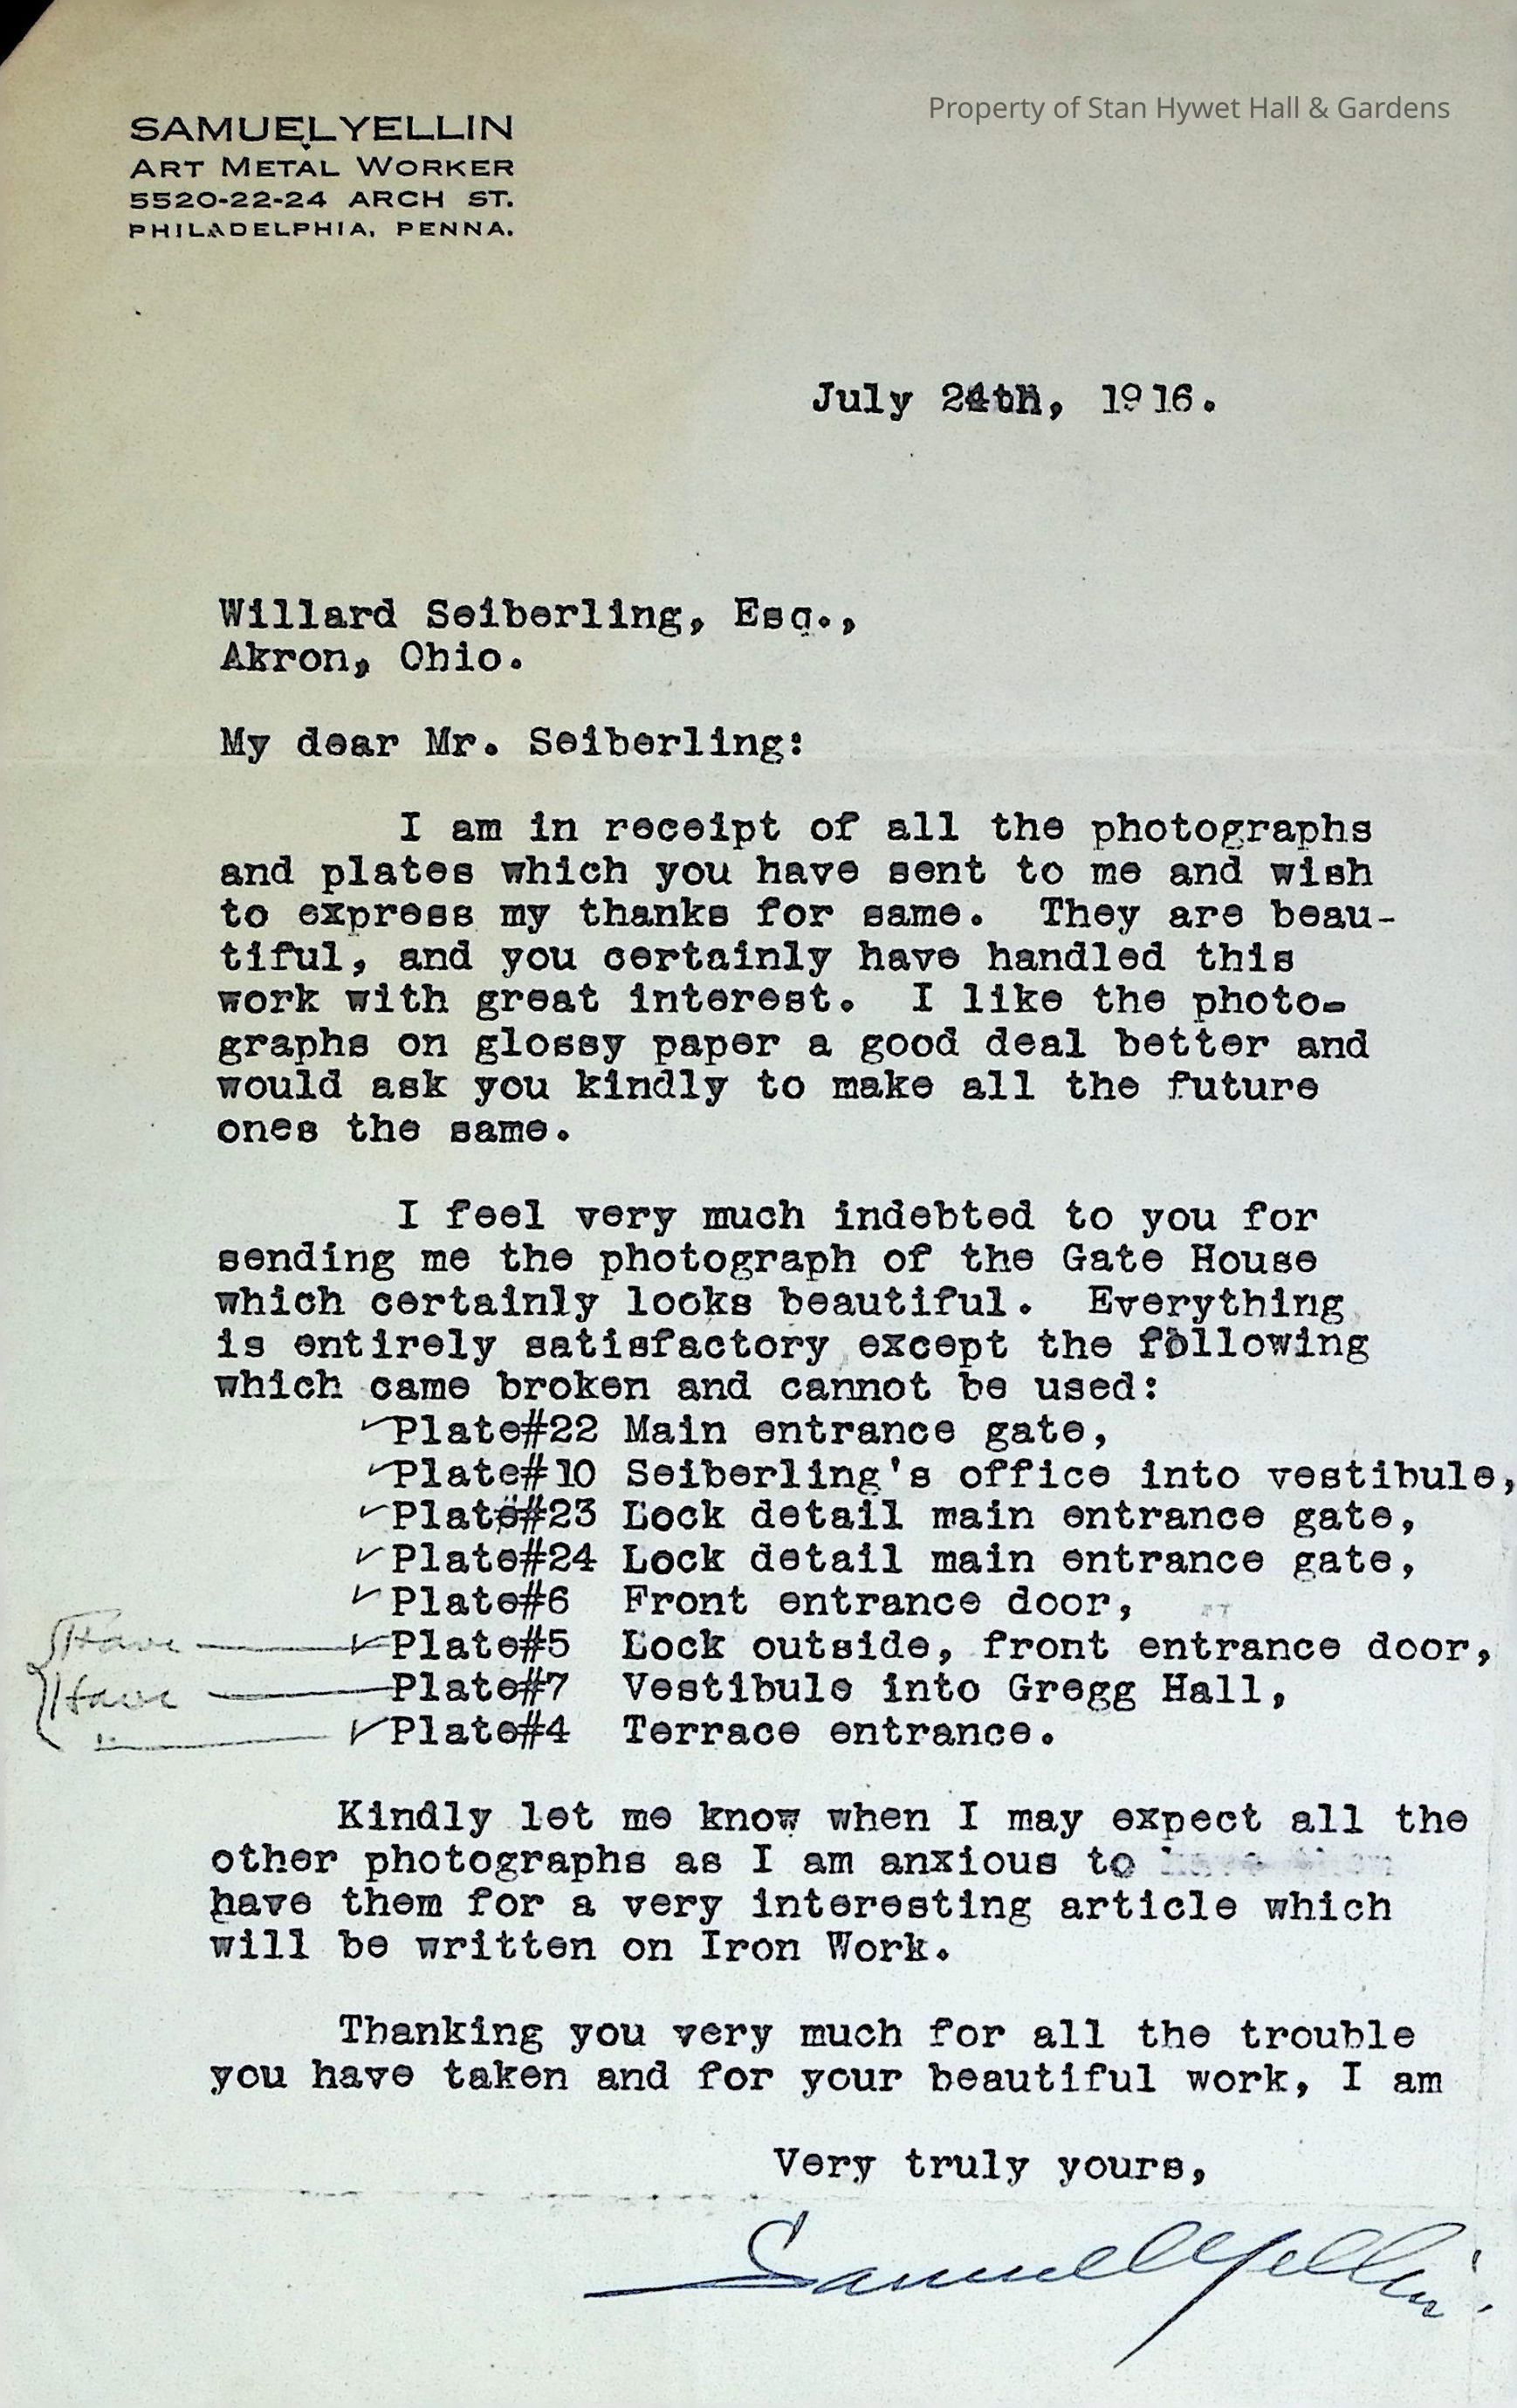 Property of Stan Hywet Hall & Gardens
SAMUEL YELLIN
ART METAL WORKER
5520-22-24 ARCH ST.
PHILADELPHIA, PENNA.
July 24th, 1916.
Willard Seiberling, Esq.,
Akron, Ohio.
My dear Mr. Seiberling:
I am in receipt of all the photographs
and plates which you have sent to me and wish
to express my thanks for same. They are beau-
tiful, and you certainly have handled this
work with great interest. I like the photo-
graphs on glossy paper a good deal better and
would ask you kindly to make all the future
ones the same.
I feel very much indebted to you for
sending me the photograph of the Gate House
which certainly looks beautiful. Everything
is entirely satisfactory except the following
which came broken and cannot be used:
✓Plate#22 Main entrance gate,
✓Plate#10 Seiberling's office into vestibule,
✓Plate#23 Lock detail main entrance gate,
✓Plate#24 Lock detail main entrance gate,
✓Plate#6 Front entrance door,
Have ✓Plate#5 Lock outside, front entrance door,
Have Plate#7 Vestibule into Gregg Hall,
" ✓Plate#4 Terrace entrance.
Kindly let me know when I may expect all the
other photographs as I am anxious to
have them for a very interesting article which
will be written on Iron Work.
Thanking you very much for all the trouble
you have taken and for your beautiful work, I am
Very truly yours,
Samuel Yellin.